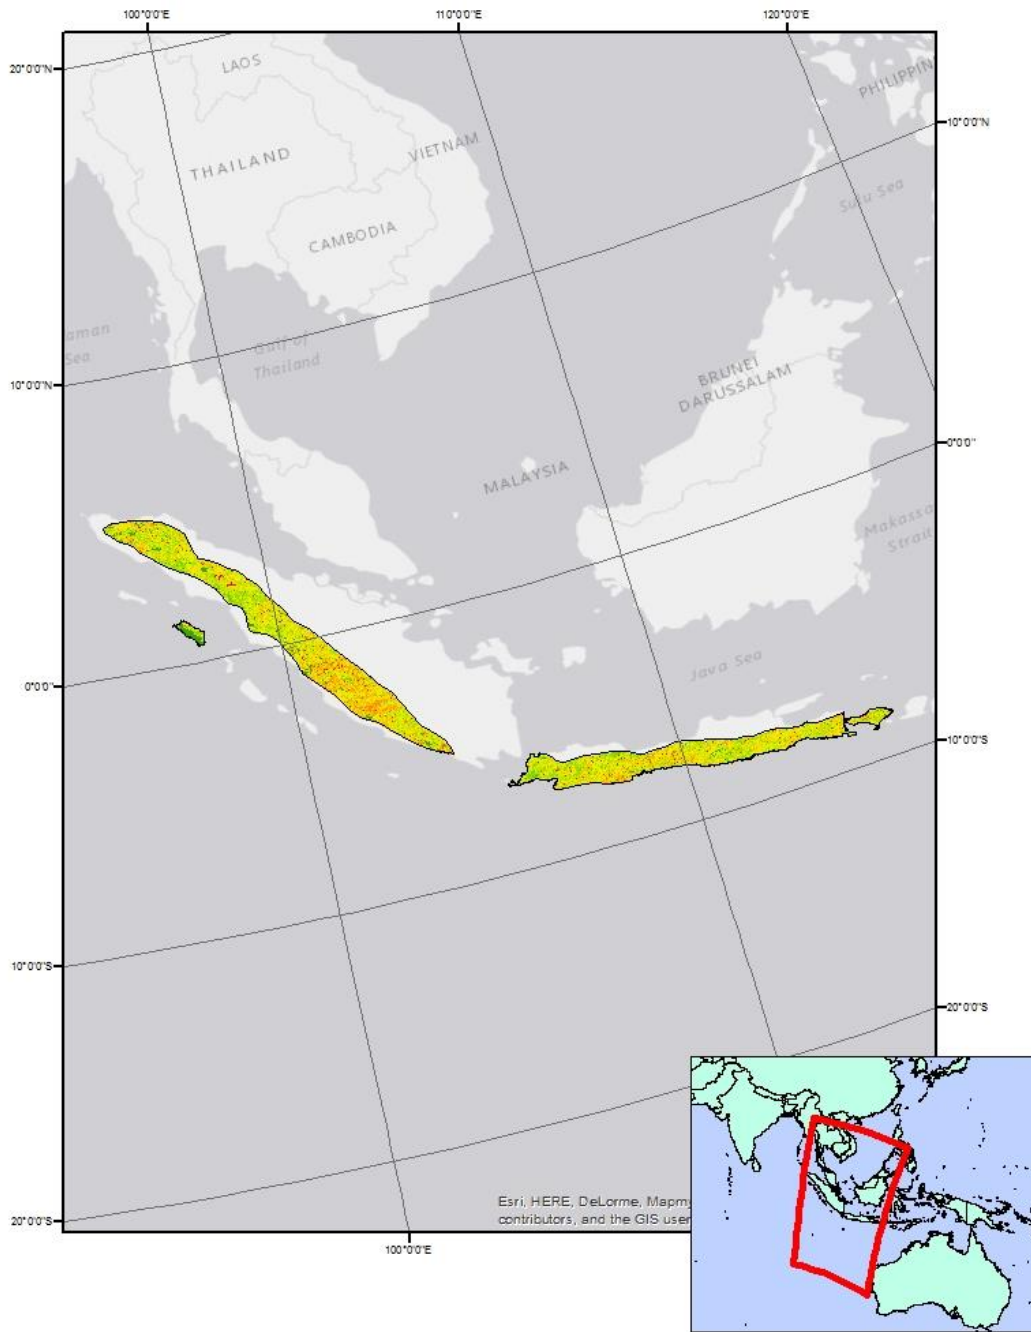 100°0'0"E
110°0'0"E
120°0'0"E
20°0'0"N
LAOS
PHILIPPIN
10°0'0"N
VIETNAM
THAILAND
Sulu Sea
CAMBODIA
aman
Sea
Gulf of
Thailand
BRUNEI
DARUSSALAM
10°0'0"N
0°0'0"
MALAYSIA
Makassa
Strait
Java Sea
0°0'0"
10°0'0"S
10°0'0"S
20°0'0"S
Esri, HERE, DeLorme, Mapmy
contributors, and the GIS user
20°0'0"S
100°0'0"E